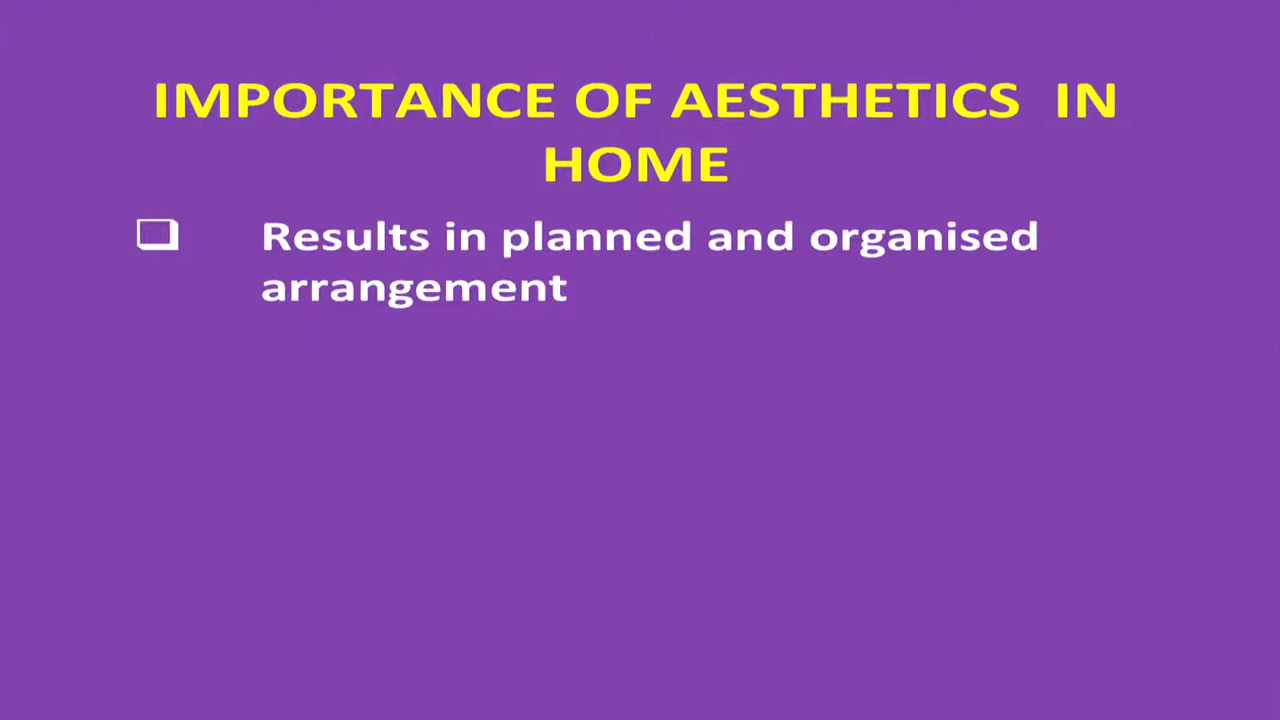 IMPORTANCE OF AESTHETICS IN
HOME
❑ Results in planned and organised
arrangement